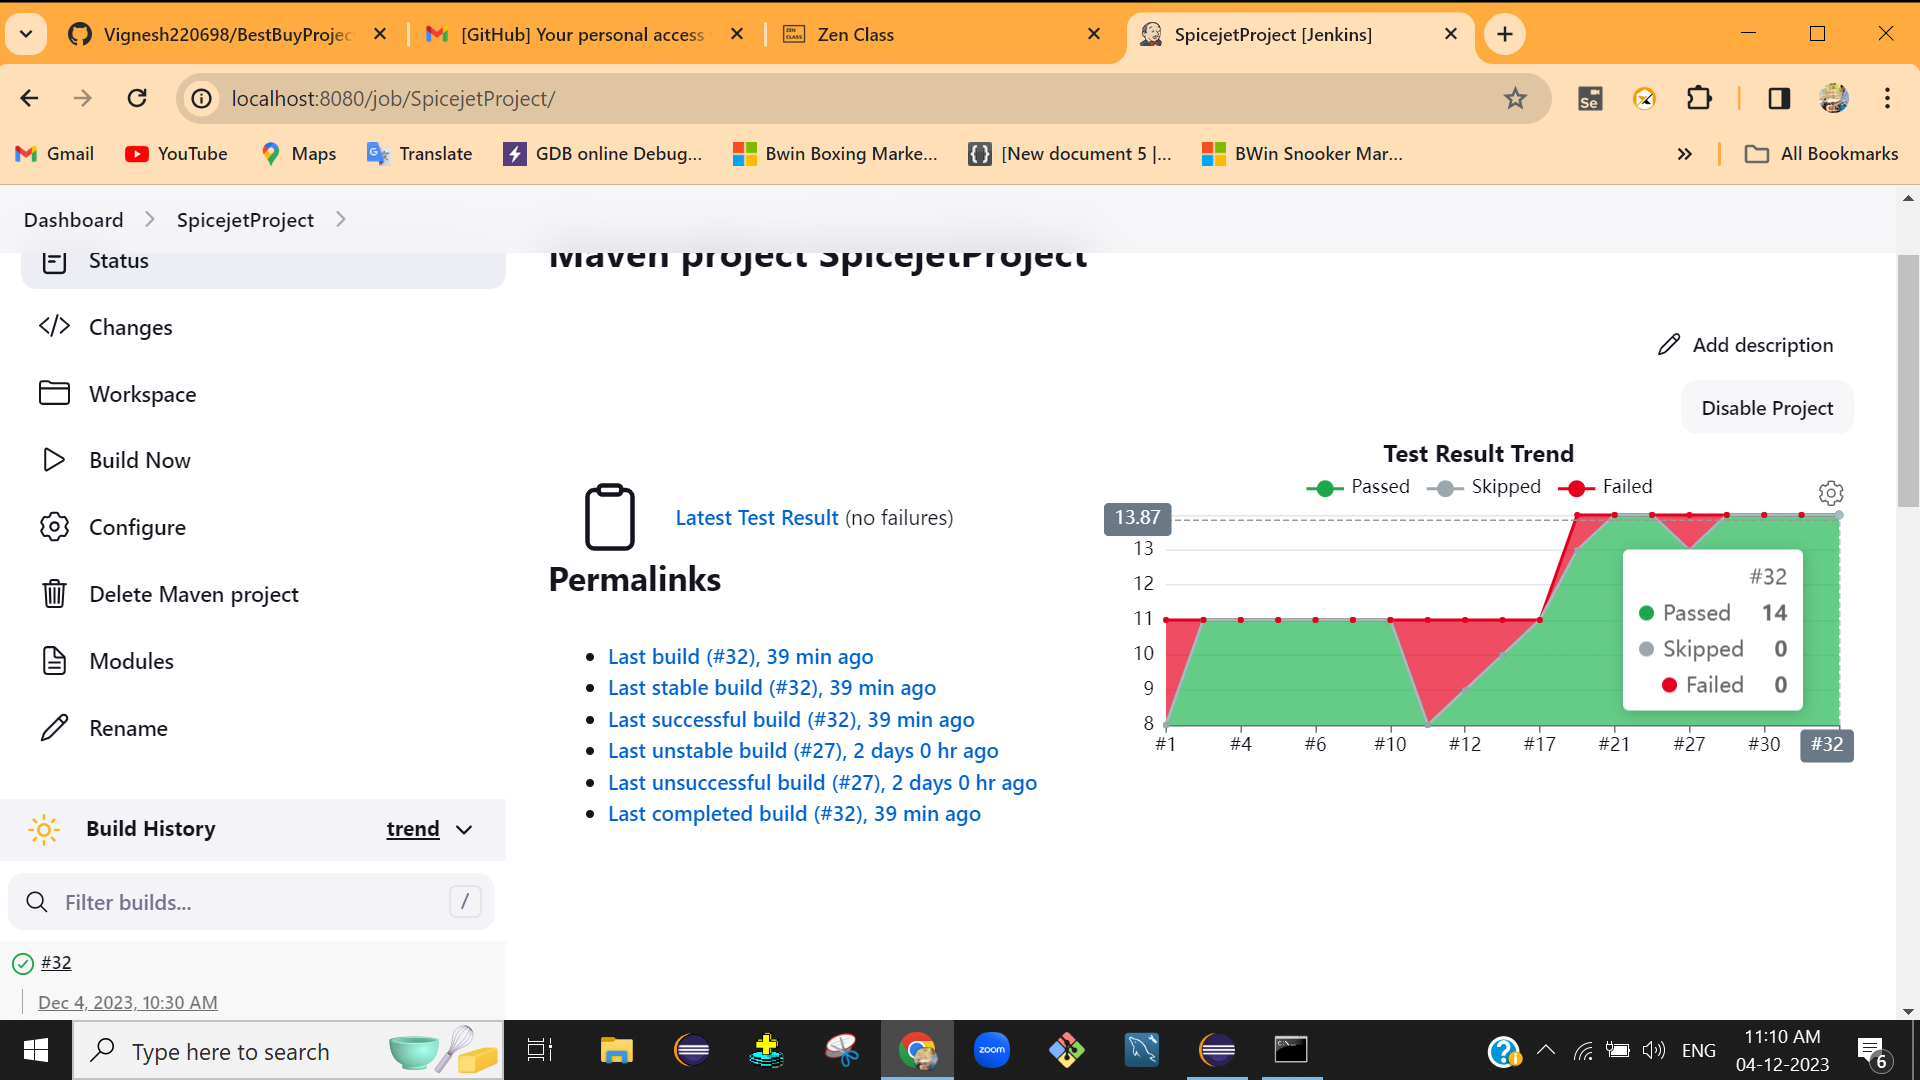 Vignesh220698/BestBuyProjec
[GitHub] Your personal access
Zen Class
SpicejetProject [Jenkins]
localhost:8080/job/SpicejetProject/
Gmail
YouTube
Maps
Translate
GDB online Debug...
Bwin Boxing Marke...
[New document 5 |...
BWin Snooker Mar...
All Bookmarks
Dashboard
SpicejetProject
Maven project SpicejetProject
Status
Changes
Workspace
Build Now
Configure
Delete Maven project
Modules
Rename
Add description
Disable Project
Latest Test Result (no failures)
Permalinks
Last build (#32), 39 min ago
Last stable build (#32), 39 min ago
Last successful build (#32), 39 min ago
Last unstable build (#27), 2 days 0 hr ago
Last unsuccessful build (#27), 2 days 0 hr ago
Last completed build (#32), 39 min ago
Test Result Trend
Passed Skipped Failed
13.87
13
12
11
10
9
8
#1 #4 #6 #10 #12 #17 #21 #27 #30 #32
#32
Passed 14
Skipped 0
Failed 0
Build History trend
Filter builds... /
#32
Dec 4, 2023, 10:30 AM
Type here to search
zoom
ENG
11:10 AM
04-12-2023
6